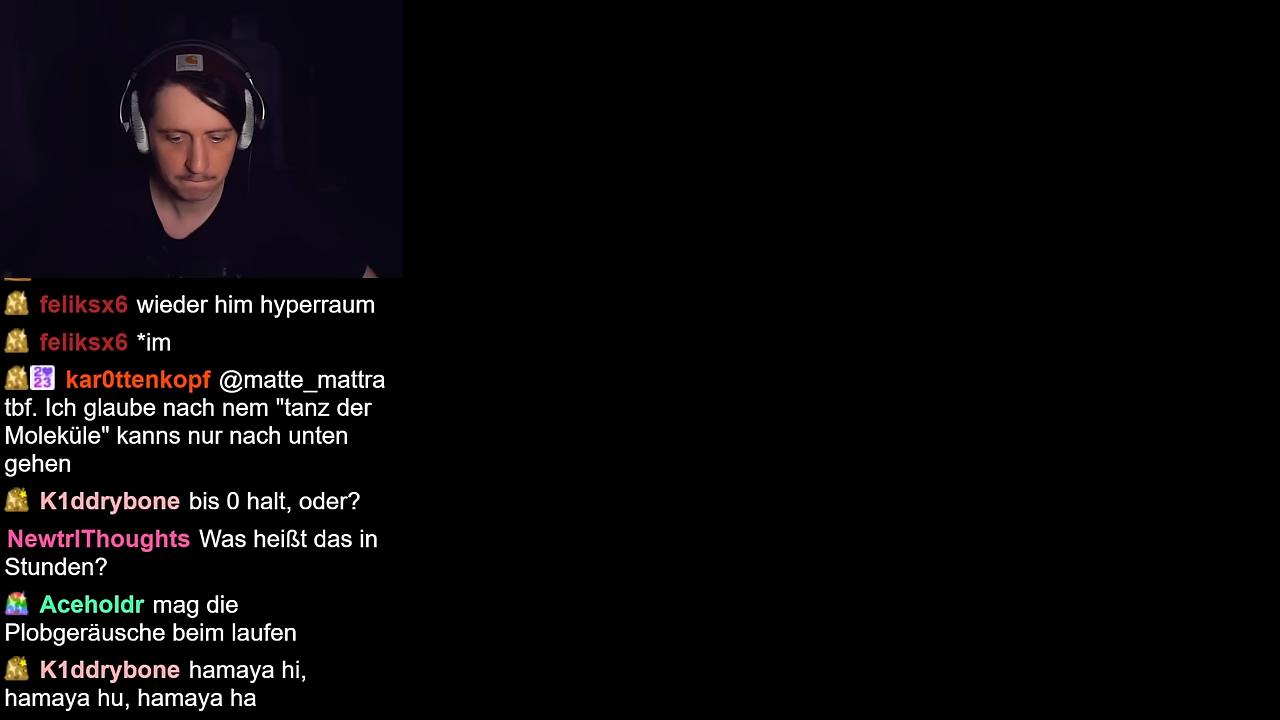 feliksx6 wieder him hyperraum
feliksx6 *im
kar0ttenkopf @matte_mattra
tbf. Ich glaube nach nem "tanz der
Moleküle" kanns nur nach unten
gehen
K1ddrybone bis 0 halt, oder?
NewtrlThoughts Was heißt das in
Stunden?
Aceholdr mag die
Plobgeräusche beim laufen
K1ddrybone hamaya hi,
hamaya hu, hamaya ha